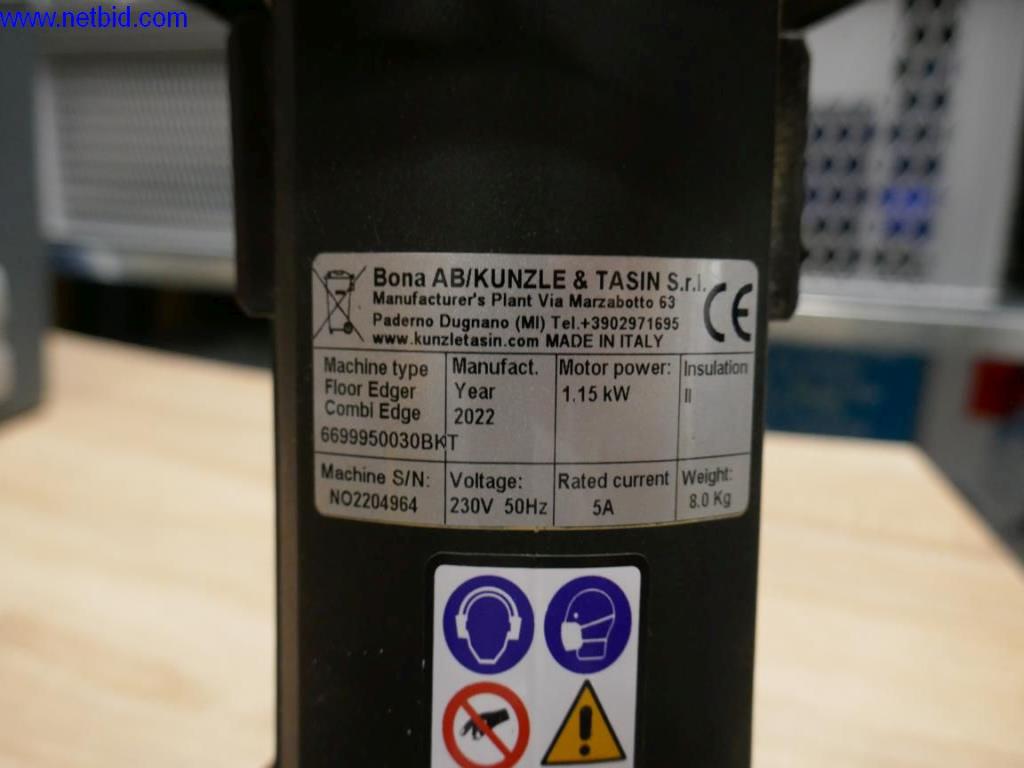 www.netbid.com
Bona AB/KUNZLE & TASIN S.r.l.
Manufacturer's Plant Via Marzabotto 63
Paderno Dugnano (MI) Tel.+3902971695
www.kunzletasin.com MADE IN ITALY
CE
Machine type
Floor Edger
Combi Edge
6699950030BKT
Manufact.
Year
2022
Motor power:
1.15 kW
Insulation
II
Machine S/N:
NO2204964
Voltage:
230V 50Hz
Rated current
5A
Weight:
8.0 Kg